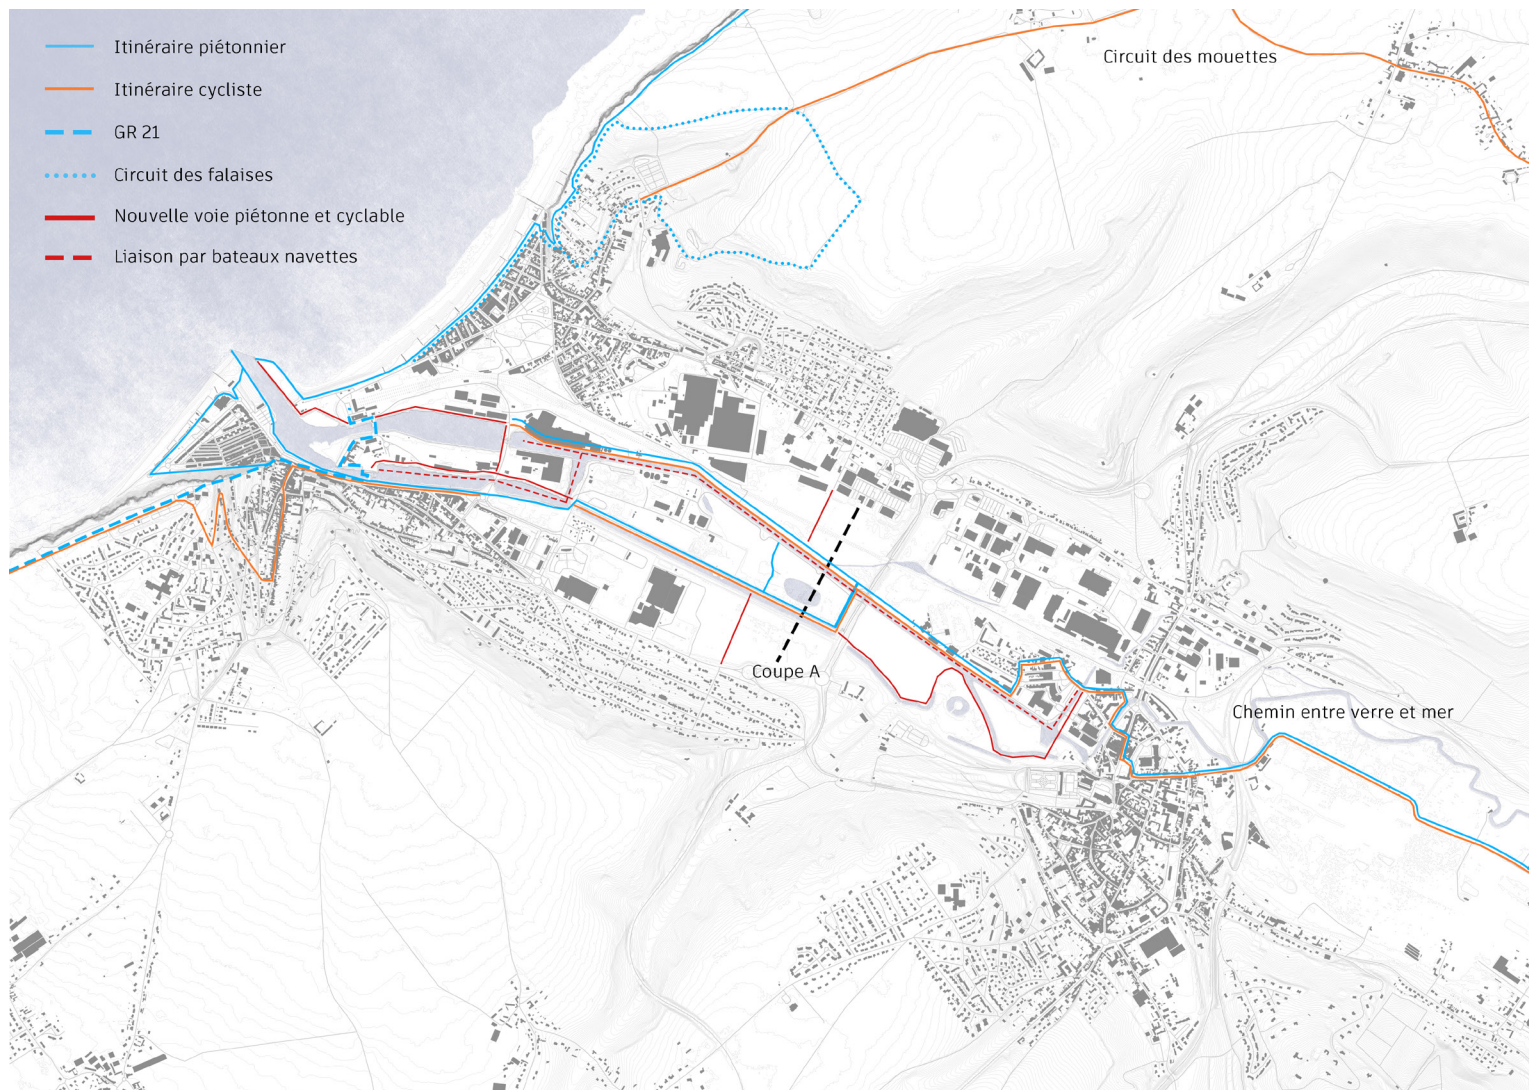 Itinéraire piétonnier
Itinéraire cycliste
GR 21
Circuit des falaises
Nouvelle voie piétonne et cyclable
Liaison par bateaux navettes
Circuit des mouettes
Coupe A
Chemin entre verre et mer